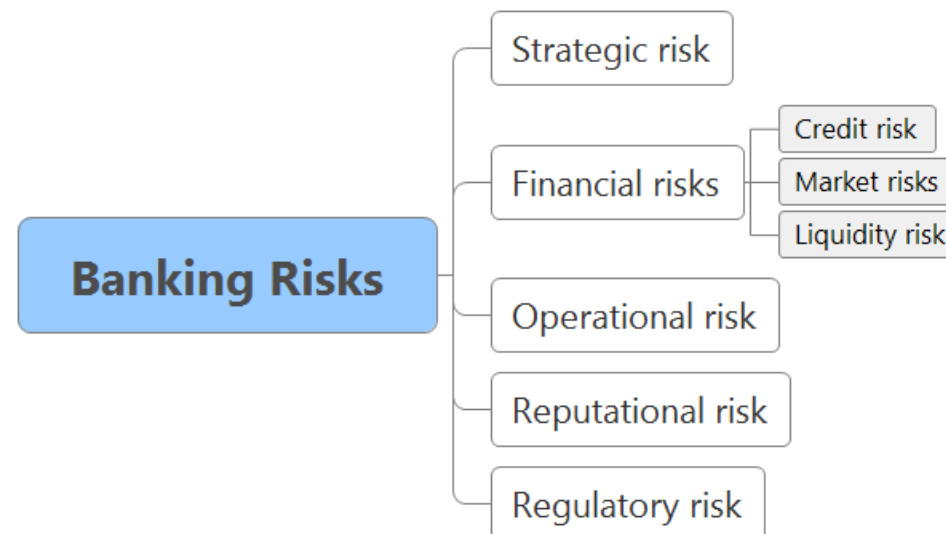 Banking Risks
Strategic risk
Financial risks
Credit risk
Market risks
Liquidity risk
Operational risk
Reputational risk
Regulatory risk